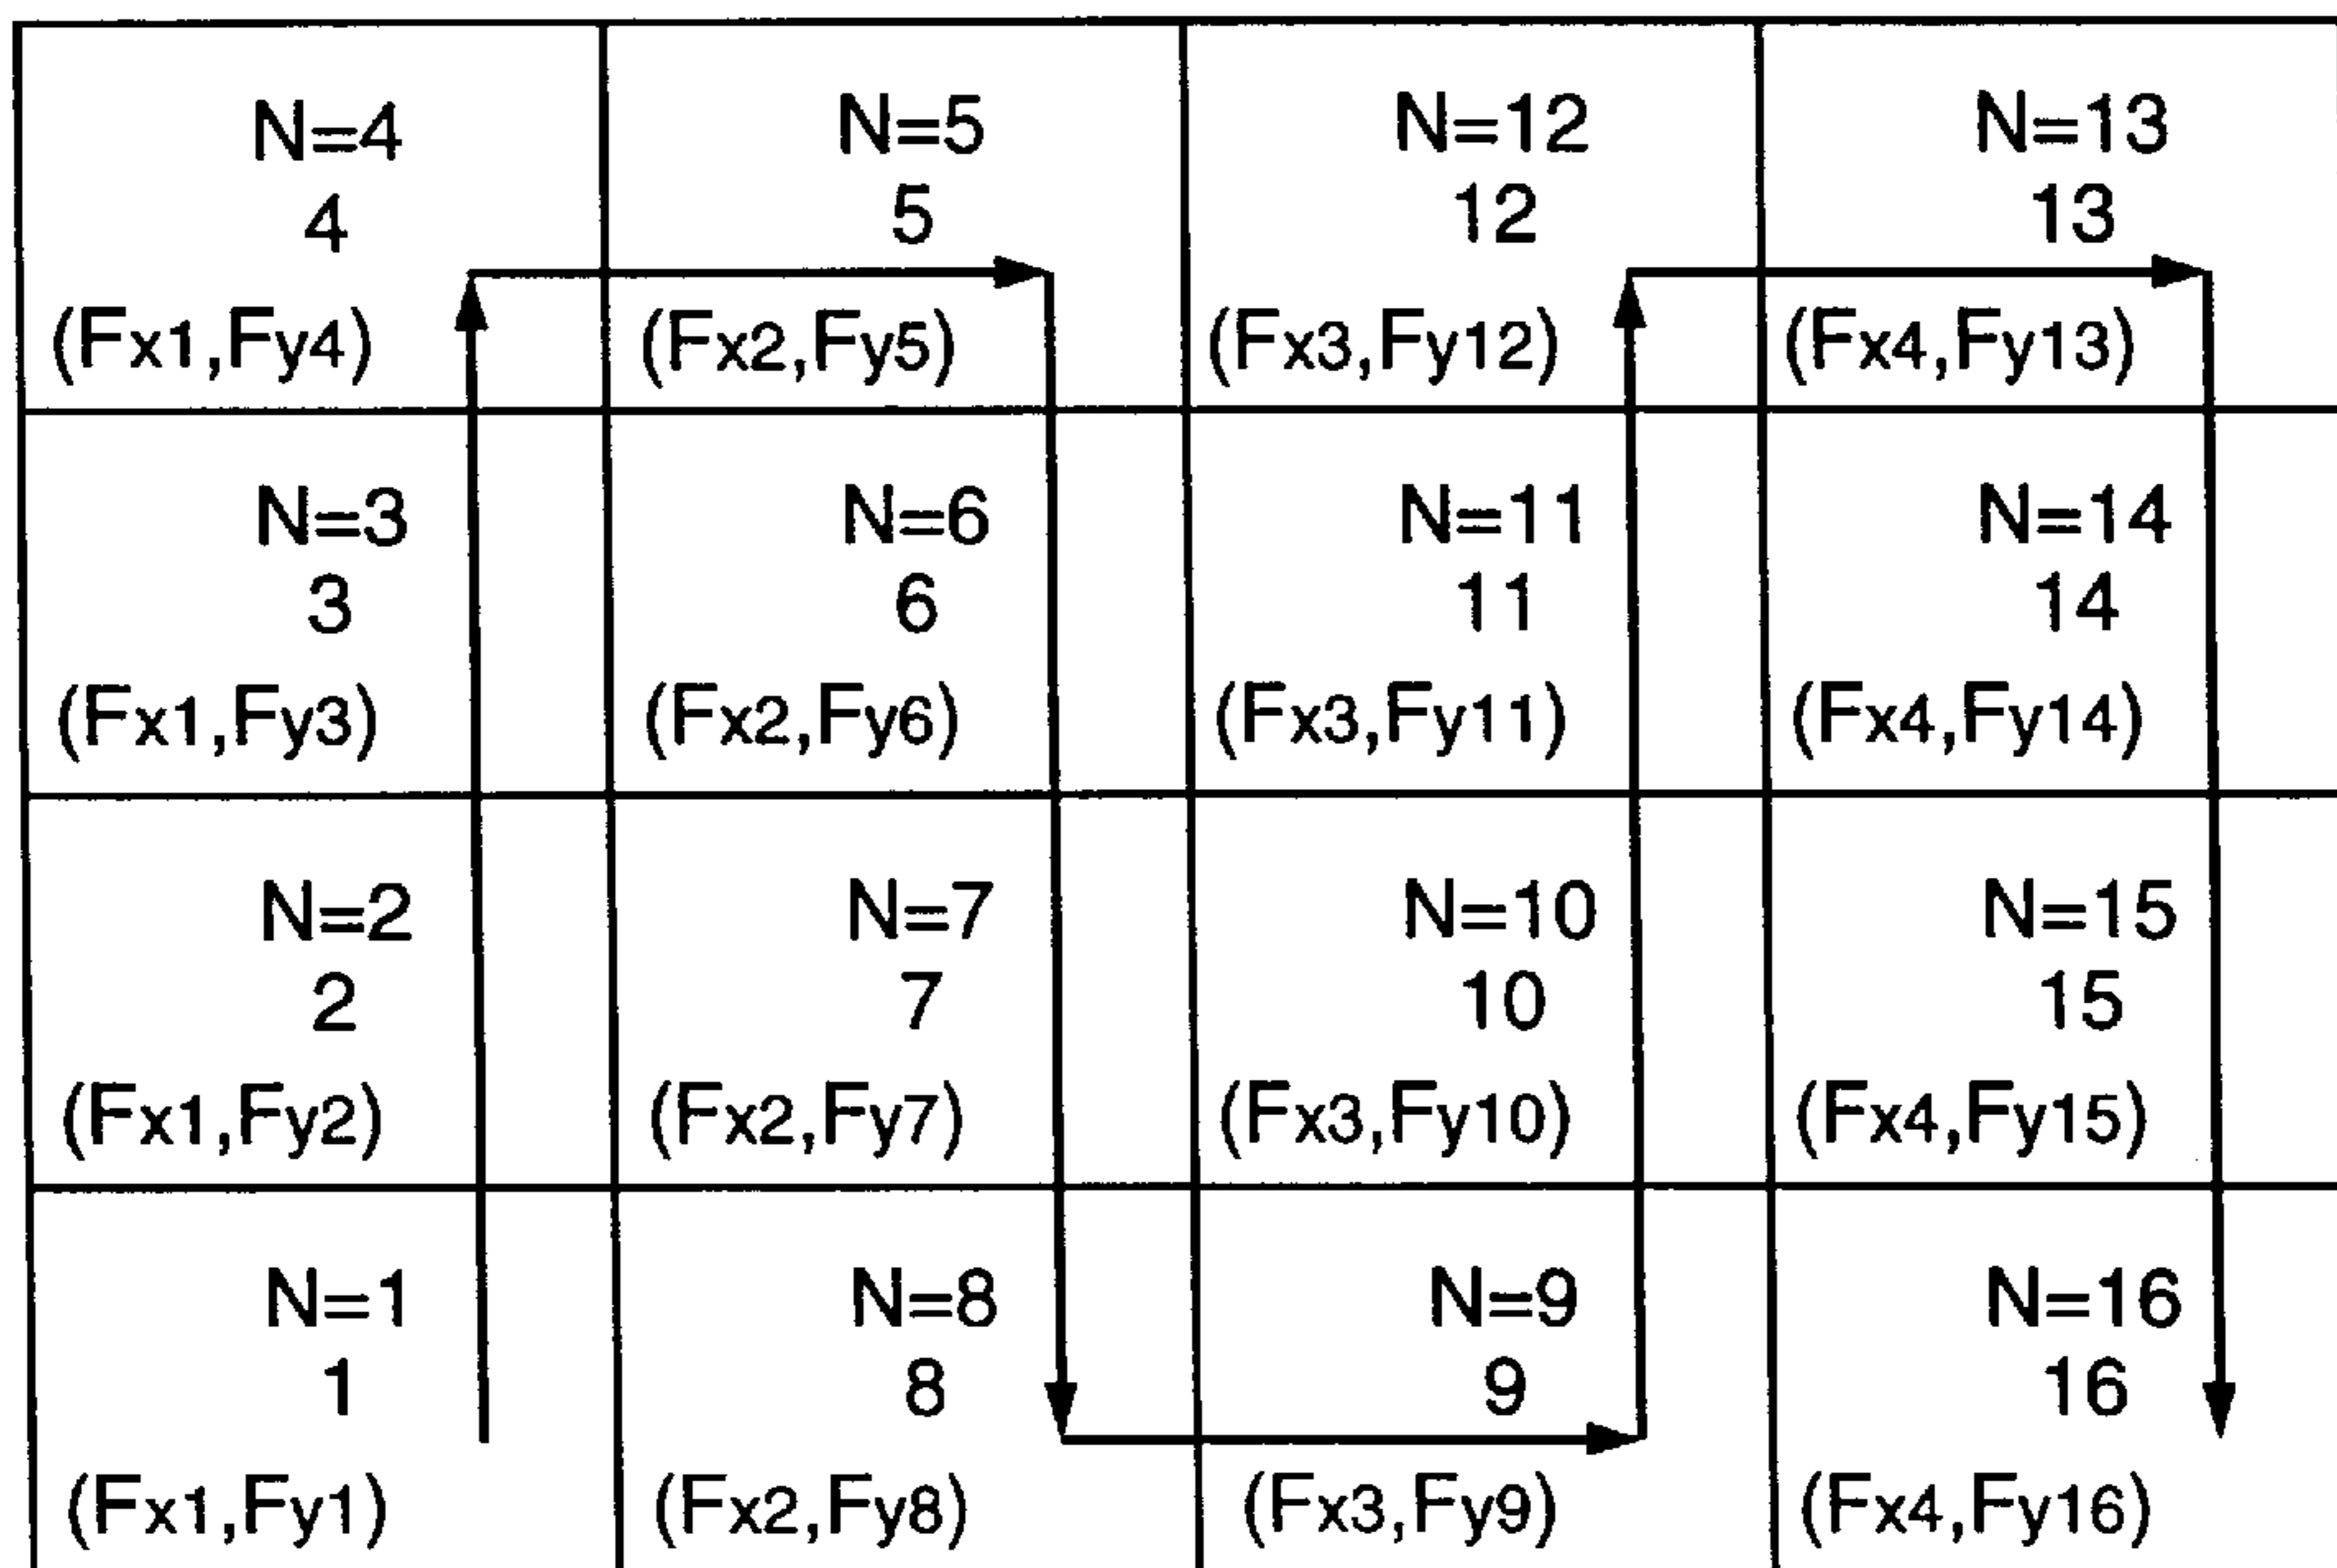 N=4
4
(Fx1,Fy4)
N=5
5
(Fx2,Fy5)
N=12
12
(Fx3,Fy12)
N=13
13
(Fx4,Fy13)
N=3
3
(Fx1,Fy3)
N=6
6
(Fx2,Fy6)
N=11
11
(Fx3,Fy11)
N=14
14
(Fx4,Fy14)
N=2
2
(Fx1,Fy2)
N=7
7
(Fx2,Fy7)
N=10
10
(Fx3,Fy10)
N=15
15
(Fx4,Fy15)
N=1
1
(Fx1,Fy1)
N=8
8
(Fx2,Fy8)
N=9
9
(Fx3,Fy9)
N=16
16
(Fx4,Fy16)